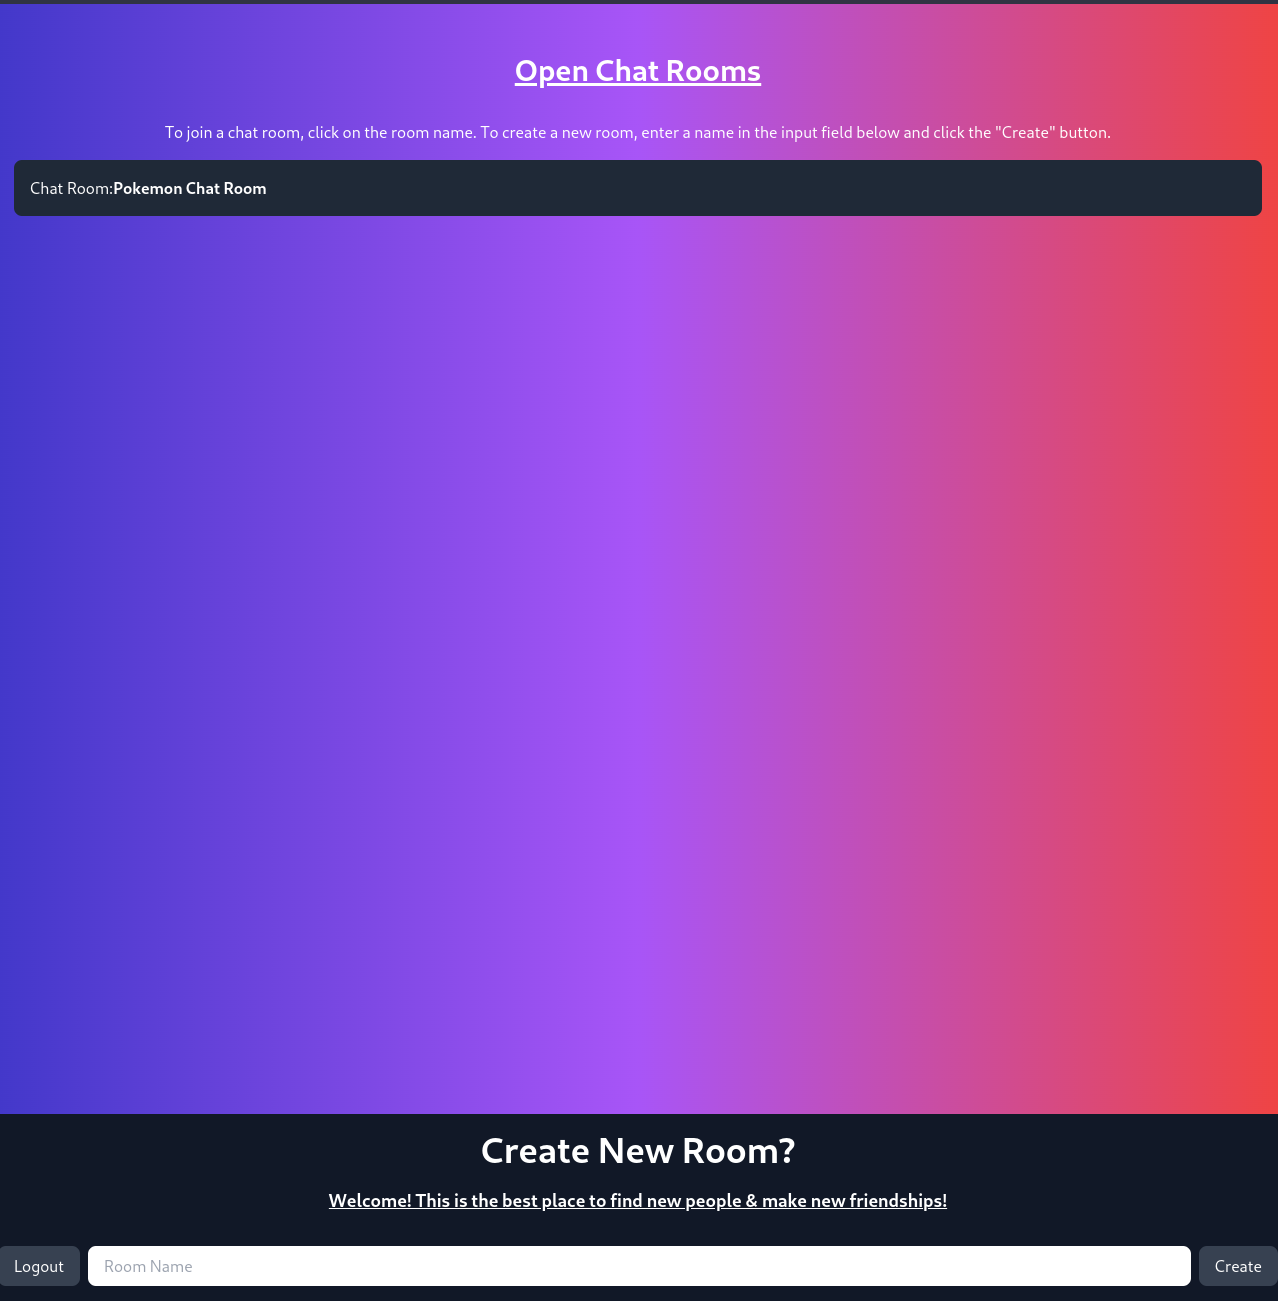 Open Chat Rooms
To join a chat room, click on the room name. To create a new room, enter a name in the input field below and click the "Create" button.
Chat Room:Pokemon Chat Room
Create New Room?
Welcome! This is the best place to find new people & make new friendships!
Logout Room Name Create